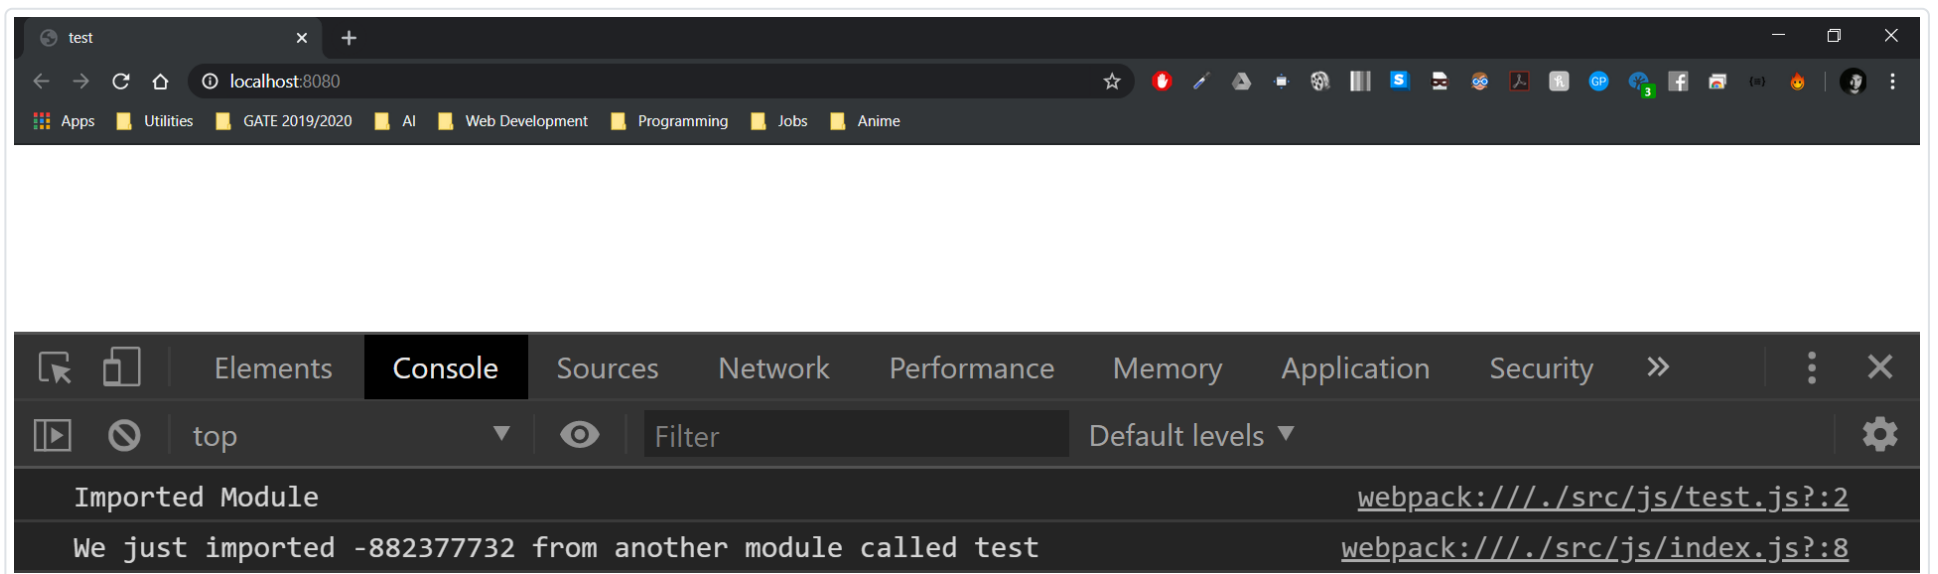 test
localhost:8080
S GP 3
Apps Utilities GATE 2019/2020 AI Web Development Programming Jobs Anime
Elements Console Sources Network Performance Memory Application Security
top Filter Default levels
Imported Module webpack:///./src/js/test.js?:2
We just imported -882377732 from another module called test webpack:///./src/js/index.js?:8